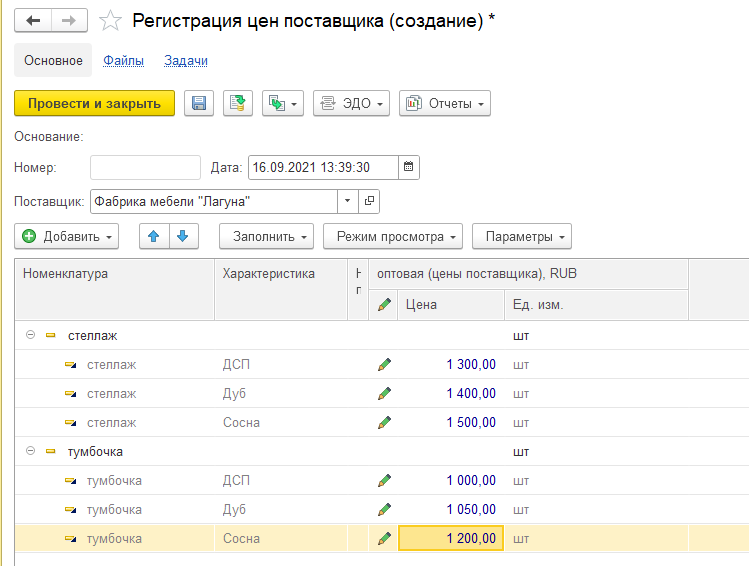 Регистрация цен поставщика (создание) *
Основное Файлы Задачи
Провести и закрыть ЭДО Отчеты
Основание:
Номер: Дата: 16.09.2021 13:39:30
Поставщик: Фабрика мебели "Лагуна"
Добавить Заполнить Режим просмотра Параметры
Номенклатура Характеристика оптовая (цены поставщика), RUB
Цена Ед. изм.
стеллаж шт
стеллаж ДСП 1 300,00 шт
стеллаж Дуб 1 400,00 шт
стеллаж Сосна 1 500,00 шт
тумбочка шт
тумбочка ДСП 1 000,00 шт
тумбочка Дуб 1 050,00 шт
тумбочка Сосна 1 200,00 шт